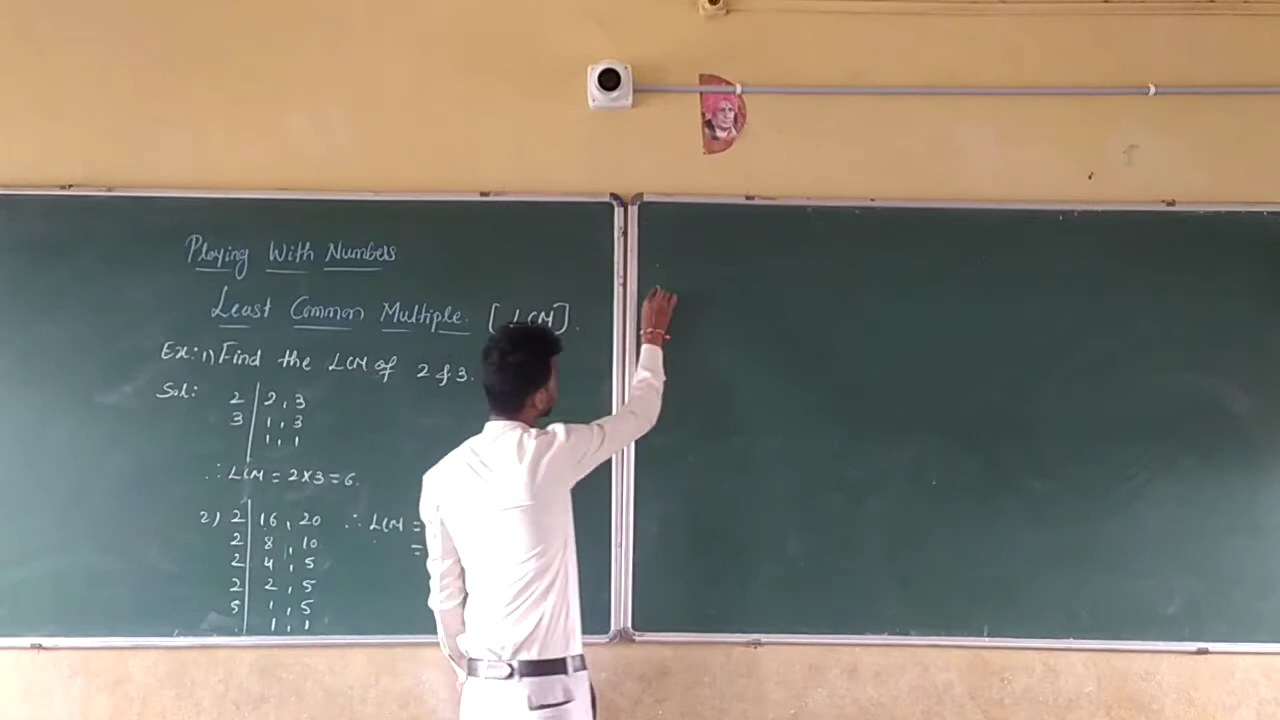 Playing With Numbers
Least Common Multiple. [LCM].
Ex: 1) Find the LCM of 2 & 3.
Sol: 2 | 2, 3
3 | 1, 3
1, 1
∴ LCM = 2×3 = 6.
2) 2 | 16, 20 ∴ LCM =
2 | 8, 10 =
2 | 4, 5
2 | 2, 5
5 | 1, 5
1, 1